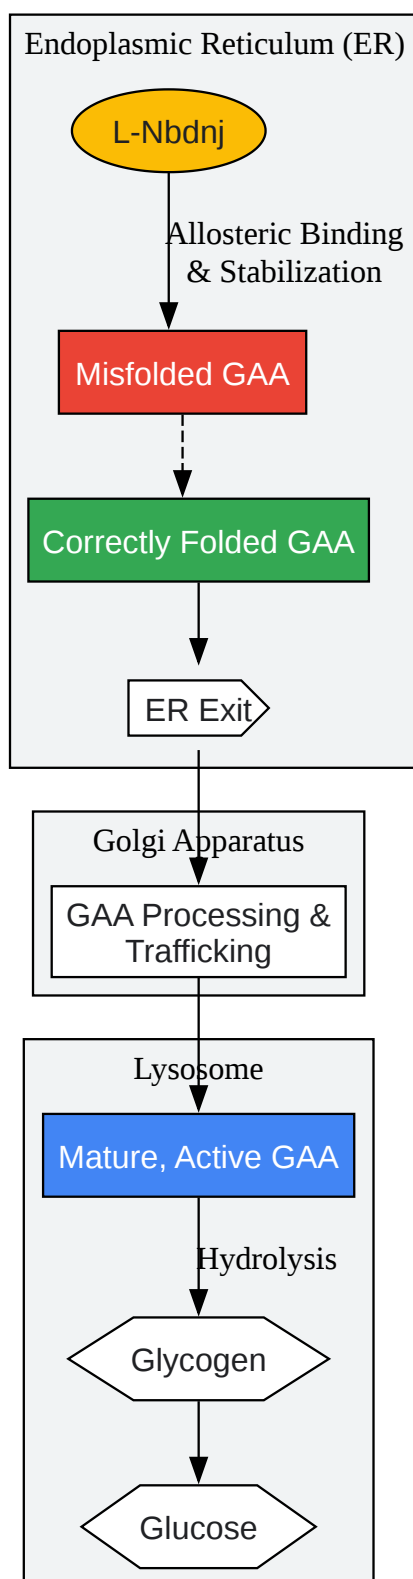 Endoplasmic Reticulum (ER)
L-Nbdnj
Allosteric Binding
& Stabilization
Misfolded GAA
Correctly Folded GAA
ER Exit
Golgi Apparatus
GAA Processing &
Trafficking
Lysosome
Mature, Active GAA
Hydrolysis
Glycogen
Glucose